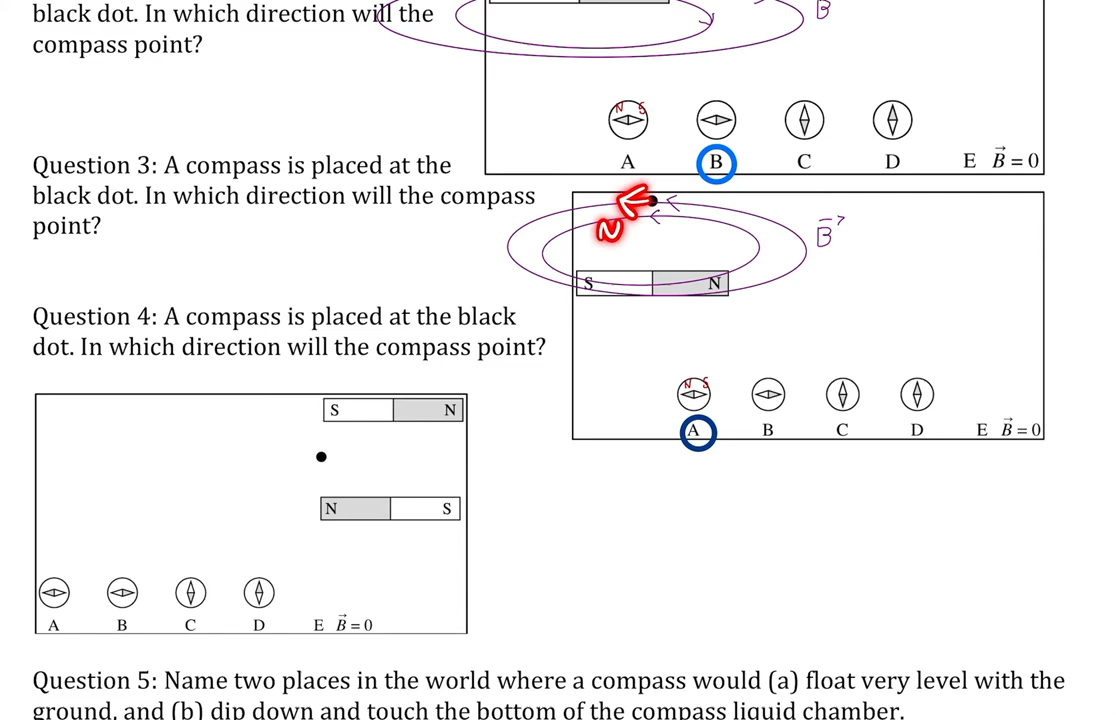 black dot. In which direction will the
compass point?
B
N S
A B C D E B⃗ = 0
Question 3: A compass is placed at the
black dot. In which direction will the compass
point?
N
B⃗
S N
Question 4: A compass is placed at the black
dot. In which direction will the compass point?
N S
A B C D E B⃗ = 0
S N
N S
A B C D E B⃗ = 0
Question 5: Name two places in the world where a compass would (a) float very level with the
ground, and (b) dip down and touch the bottom of the compass liquid chamber.